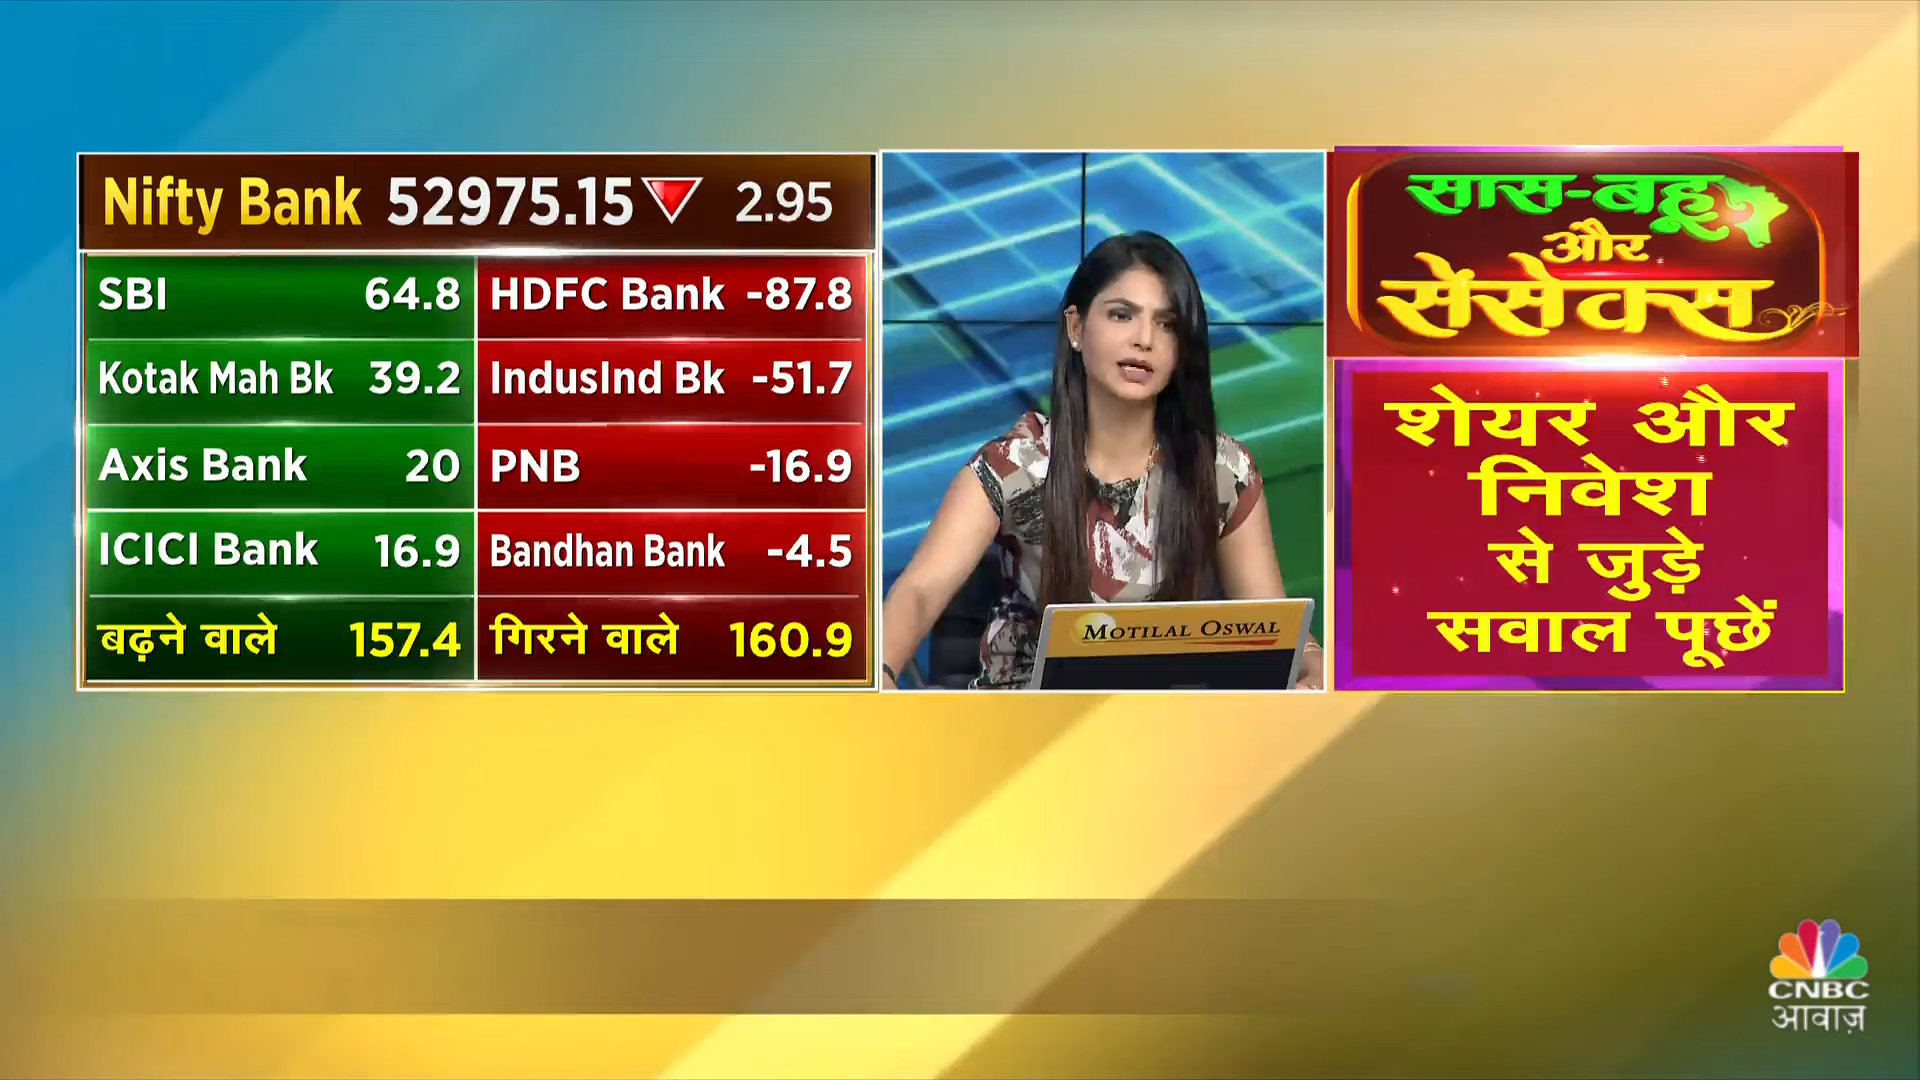 Nifty Bank 52975.15 2.95
SBI 64.8 HDFC Bank -87.8
Kotak Mah Bk 39.2 IndusInd Bk -51.7
Axis Bank 20 PNB -16.9
ICICI Bank 16.9 Bandhan Bank -4.5
बढ़ने वाले 157.4 गिरने वाले 160.9
MOTILAL OSWAL
सास-बहू
और
सेंसेक्स
शेयर और
निवेश
से जुड़े
सवाल पूछें
CNBC
आवाज़